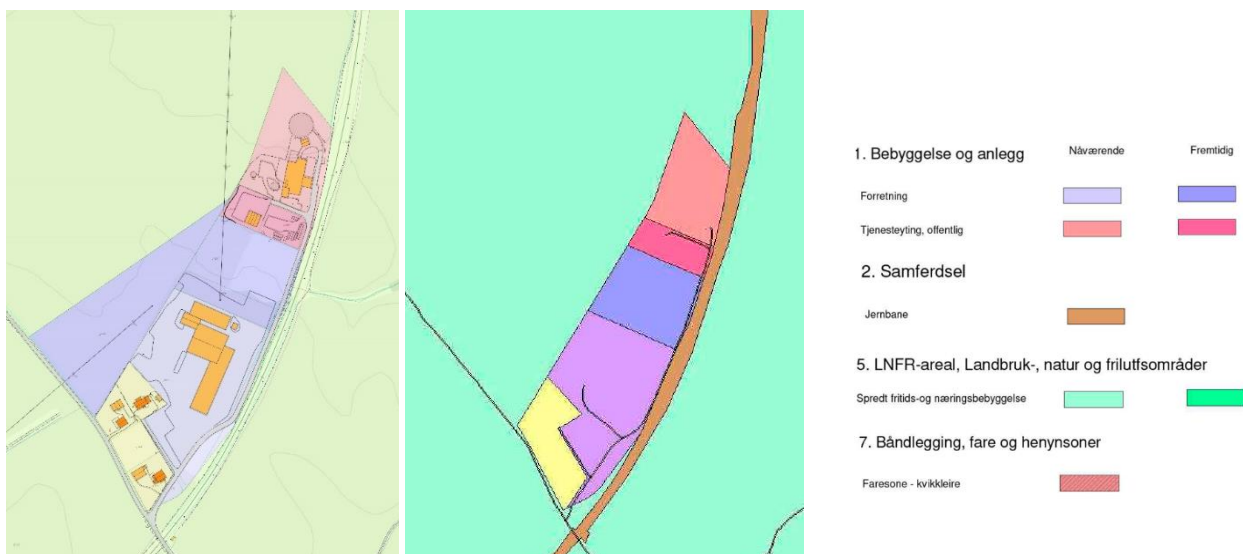 1. Bebyggelse og anlegg Nåværende Fremtidig
Forretning
Tjenesteyting, offentlig
2. Samferdsel
Jernbane
5. LNFR-areal, Landbruk-, natur og frilutfsområder
Spredt fritids-og næringsbebyggelse
7. Båndlegging, fare og henynsoner
Faresone - kvikkleire